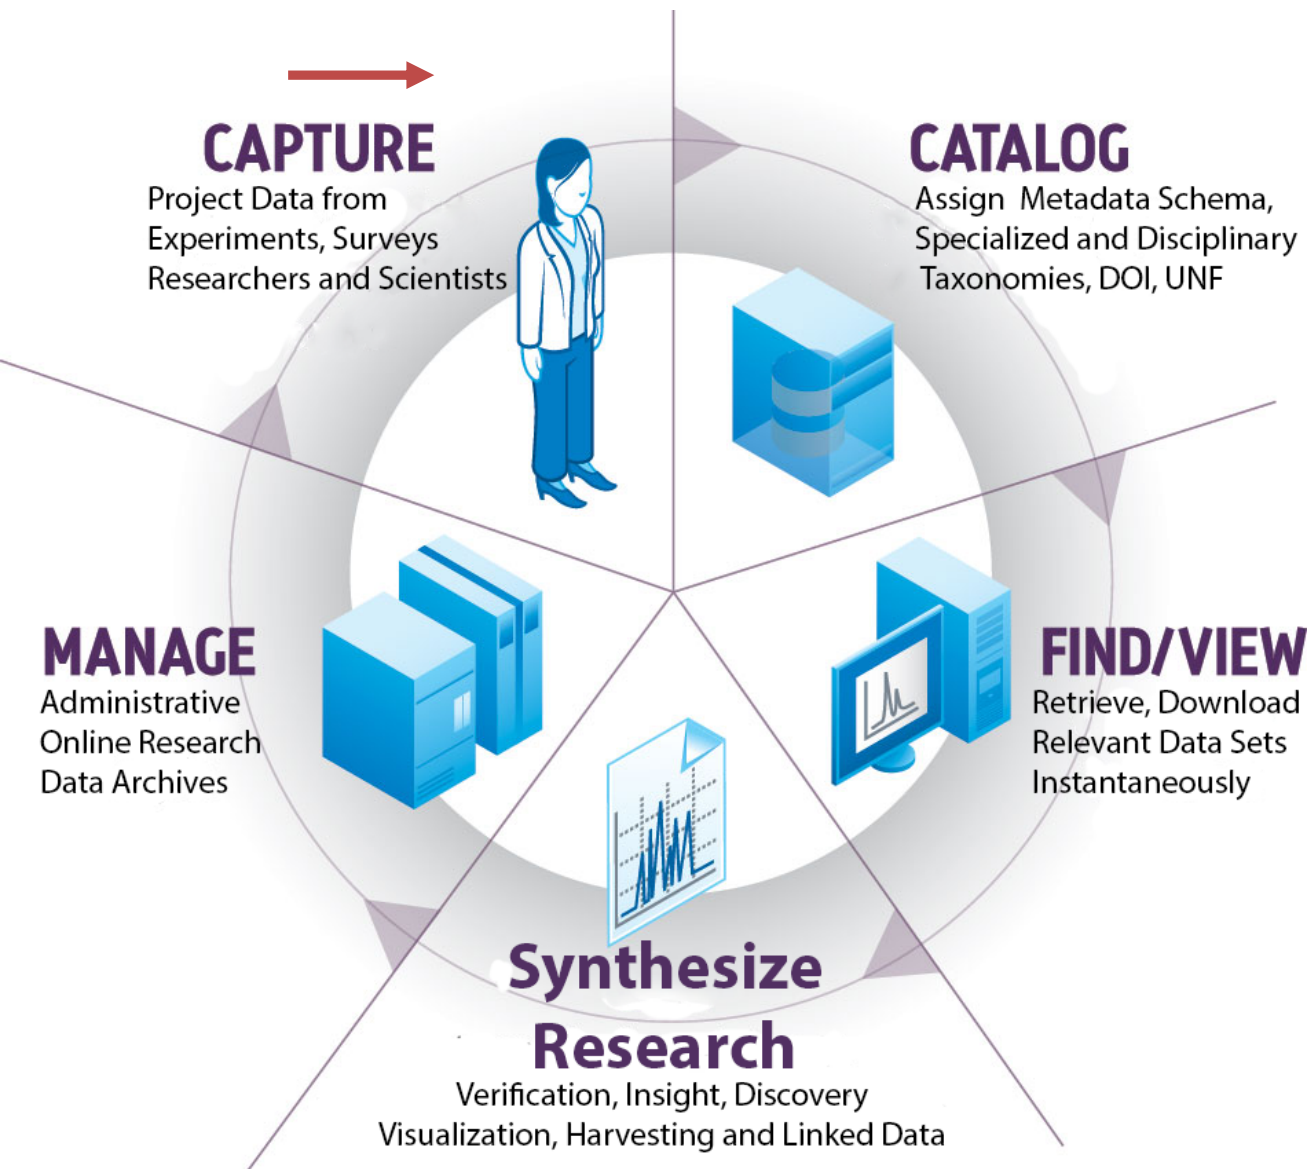 CAPTURE
Project Data from
Experiments, Surveys
Researchers and Scientists
CATALOG
Assign Metadata Schema,
Specialized and Disciplinary
Taxonomies, DOI, UNF
FIND/VIEW
Retrieve, Download
Relevant Data Sets
Instantaneously
Synthesize
Research
Verification, Insight, Discovery
Visualization, Harvesting and Linked Data
MANAGE
Administrative
Online Research
Data Archives